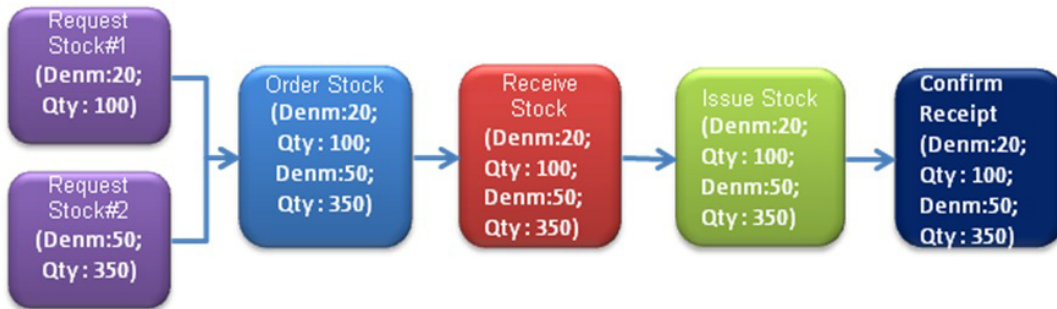 Request
Stock#1
(Denm:20;
Qty : 100)
Request
Stock#2
(Denm:50;
Qty : 350)
Order Stock
(Denm:20;
Qty : 100;
Denm:50;
Qty : 350)
Receive
Stock
(Denm:20;
Qty : 100;
Denm:50;
Qty : 350)
Issue Stock
(Denm:20;
Qty : 100;
Denm:50;
Qty : 350)
Confirm
Receipt
(Denm:20;
Qty : 100;
Denm:50;
Qty : 350)